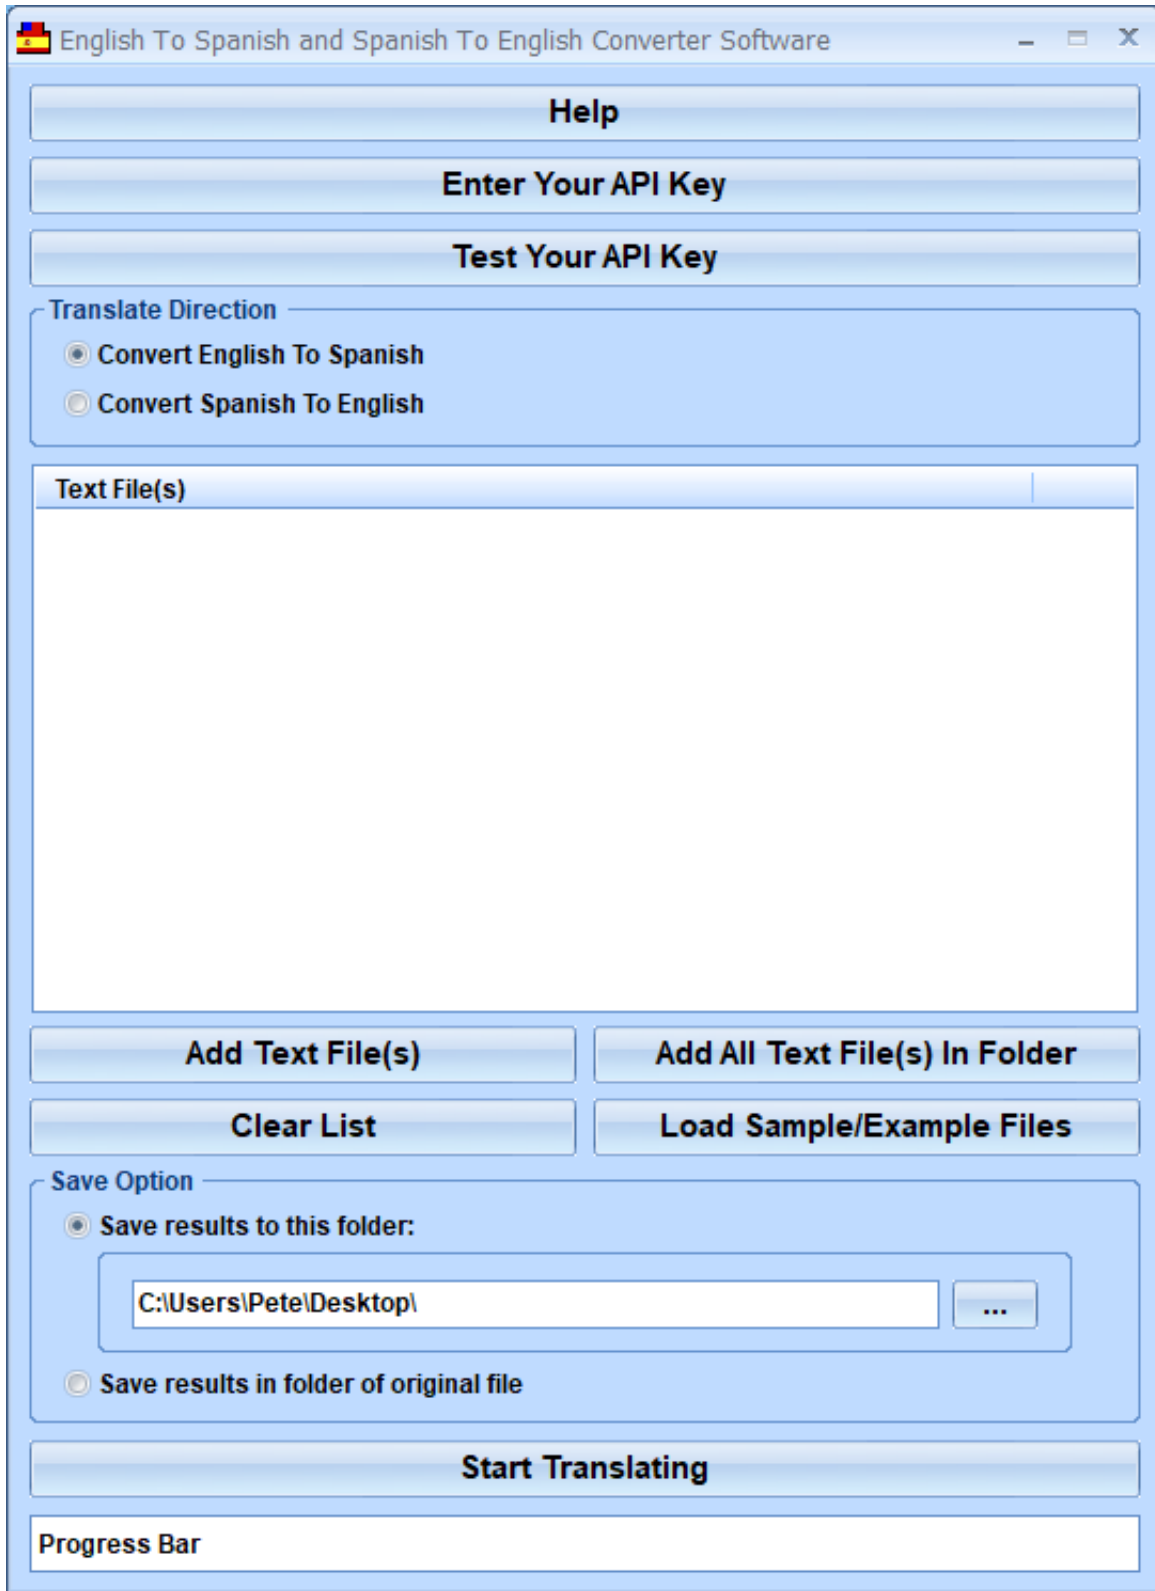 English To Spanish and Spanish To English Converter Software
Help
Enter Your API Key
Test Your API Key
Translate Direction
Convert English To Spanish
Convert Spanish To English
Text File(s)
Add Text File(s)
Add All Text File(s) In Folder
Clear List
Load Sample/Example Files
Save Option
Save results to this folder:
C:\Users\Pete\Desktop\
...
Save results in folder of original file
Start Translating
Progress Bar